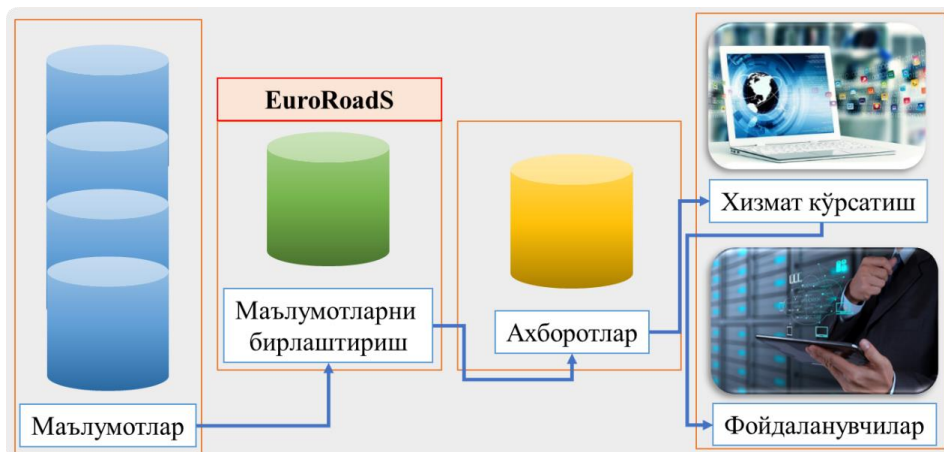 EuroRoadS
Маълумотлар
Маълумотларни
бирлаштириш
Ахборотлар
Хизмат кўрсатиш
Фойдаланувчилар